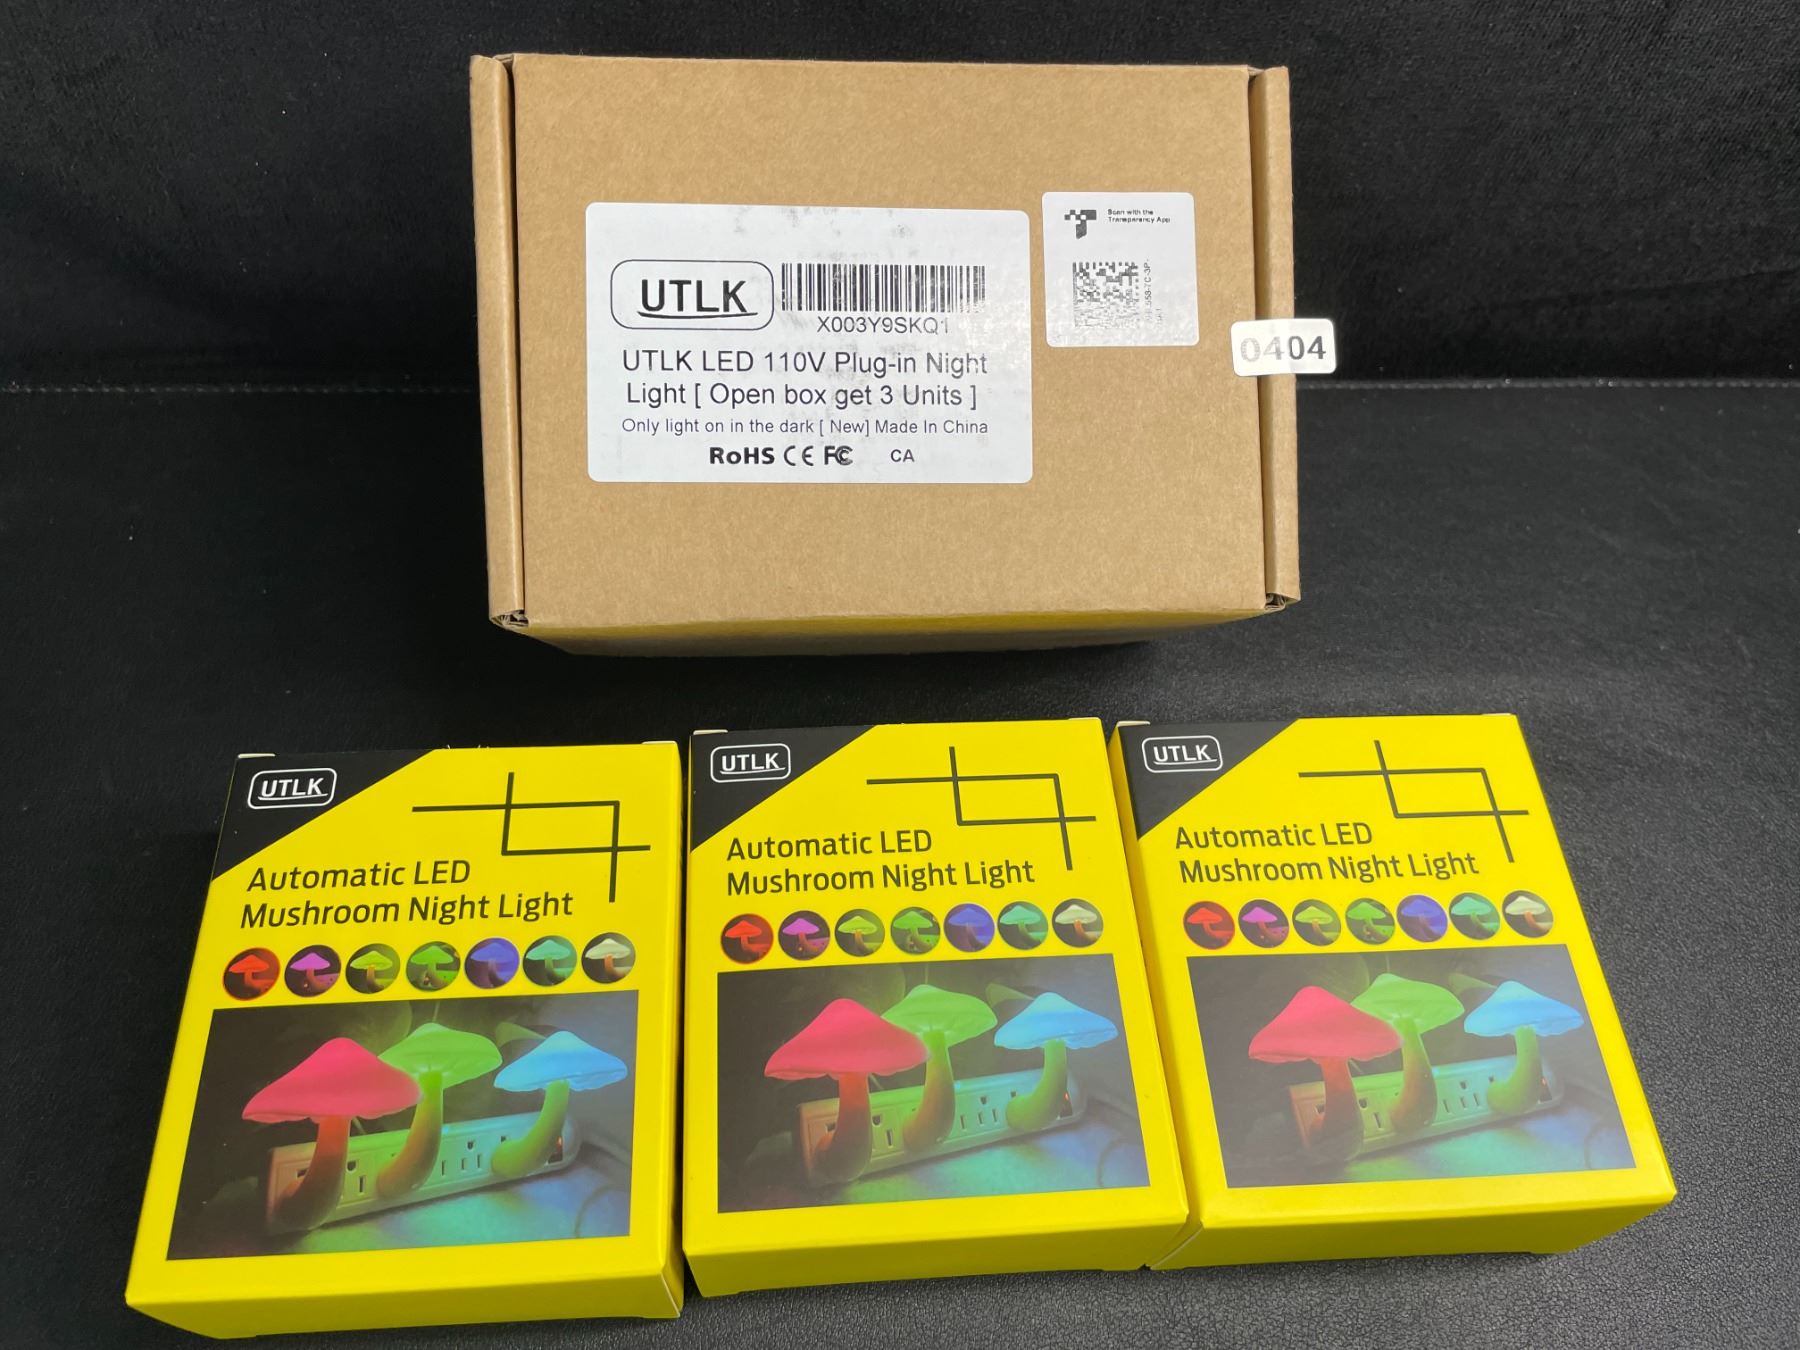 Scan with the
Transparency App
UTLK
X003Y9SKQ1
UTLK LED 110V Plug-in Night
Light [ Open box get 3 Units ]
Only light on in the dark [ New] Made In China
RoHS CE FC CA
0404
UTLK
Automatic LED
Mushroom Night Light
UTLK
Automatic LED
Mushroom Night Light
UTLK
Automatic LED
Mushroom Night Light